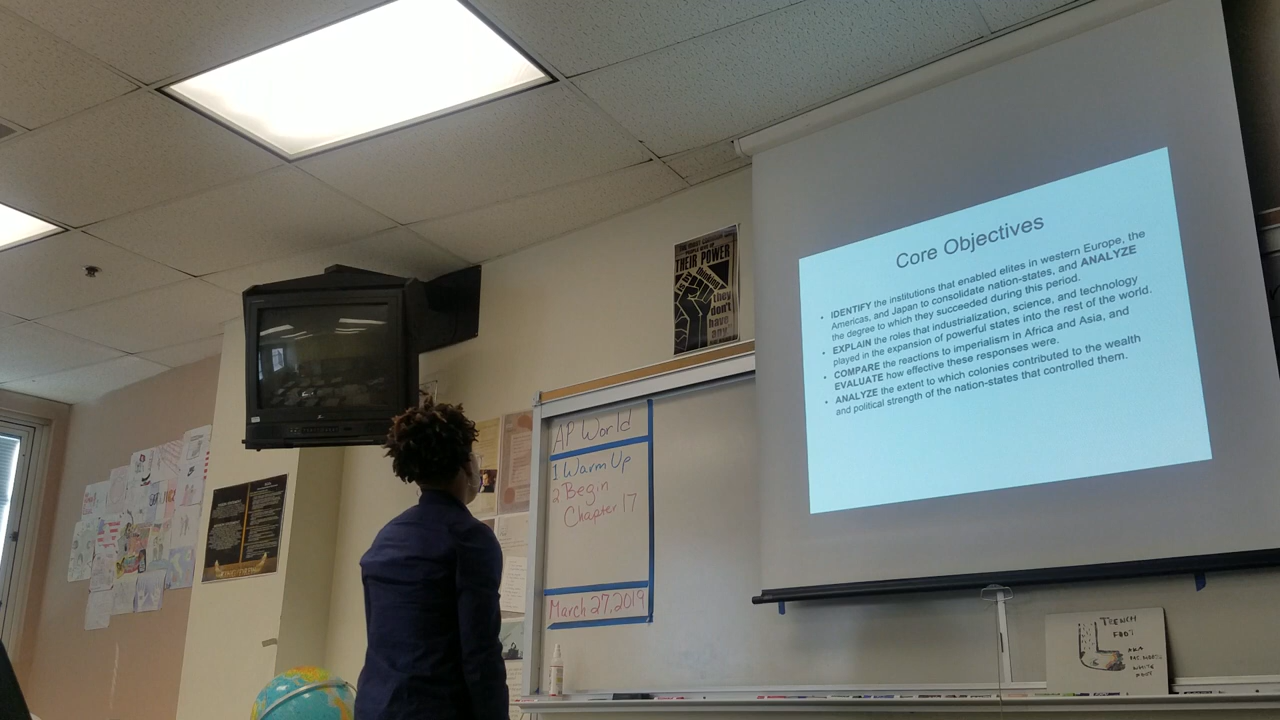 THEIR POWER
they
don't
have
any
Core Objectives
• IDENTIFY the institutions that enabled elites in western Europe, the
Americas, and Japan to consolidate nation-states, and ANALYZE
the degree to which they succeeded during this period.
• EXPLAIN the roles that industrialization, science, and technology
played in the expansion of powerful states into the rest of the world.
• COMPARE the reactions to imperialism in Africa and Asia, and
EVALUATE how effective these responses were.
• ANALYZE the extent to which colonies contributed to the wealth
and political strength of the nation-states that controlled them.
AP World
1 Warm Up
2 Begin
Chapter 17
March 27, 2019
TRENCH
FOOT
AKA